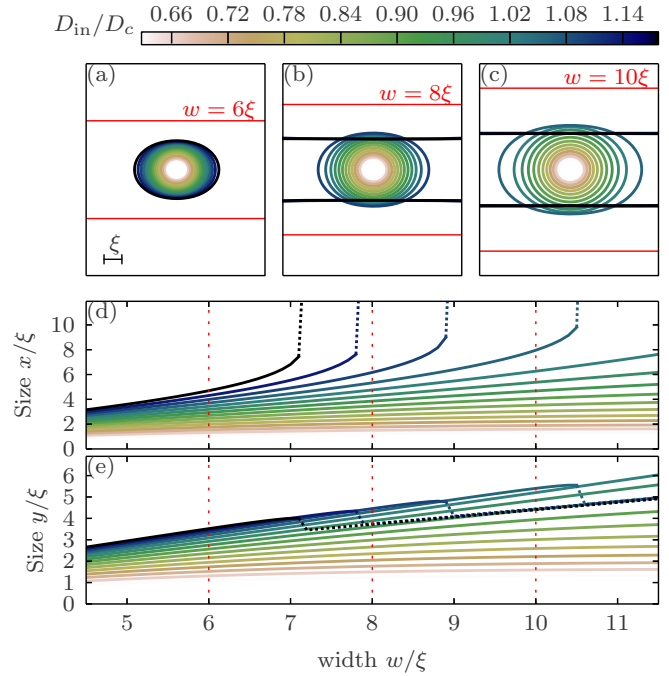 D_in/D_c 0.66 0.72 0.78 0.84 0.90 0.96 1.02 1.08 1.14
(a) w = 6ξ
(b) w = 8ξ
(c) w = 10ξ
ξ
(d)
Size x/ξ
10
8
6
4
2
0
(e)
Size y/ξ
6
5
4
3
2
1
0
5 6 7 8 9 10 11
width w/ξ